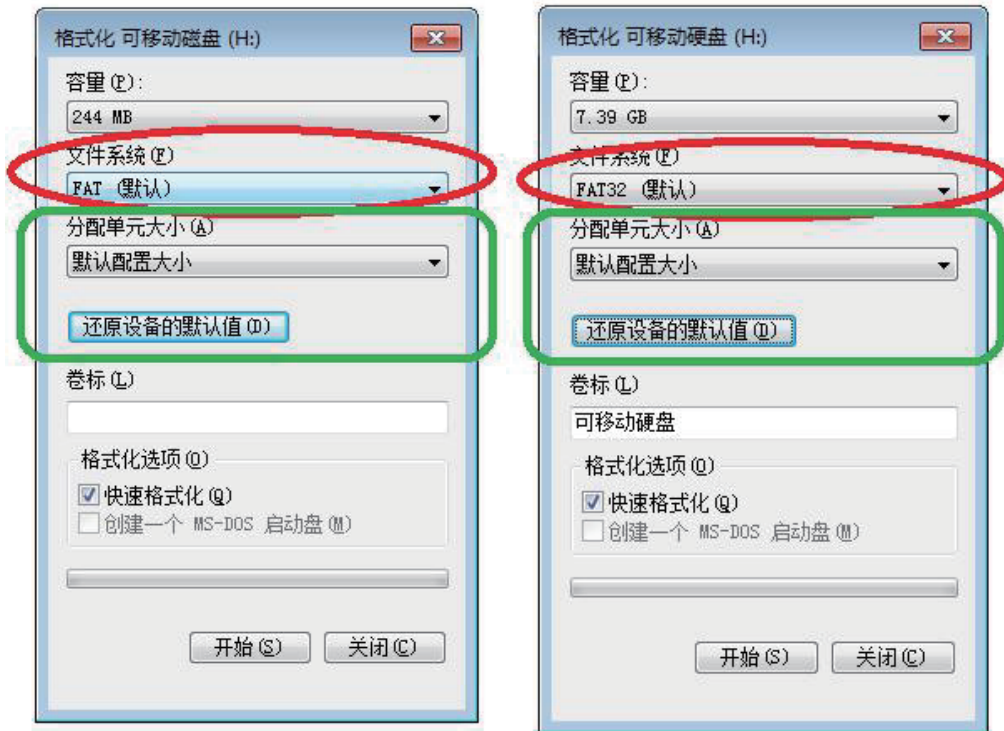 格式化 可移动磁盘 (H:)
容量(P):
244 MB
文件系统(F)
FAT (默认)
分配单元大小(A)
默认配置大小
还原设备的默认值(D)
卷标(L)
格式化选项(O)
快速格式化(Q)
创建一个 MS-DOS 启动盘(M)
开始(S)
关闭(C)
格式化 可移动硬盘 (H:)
容量(P):
7.39 GB
文件系统(F)
FAT32 (默认)
分配单元大小(A)
默认配置大小
还原设备的默认值(D)
卷标(L)
可移动硬盘
格式化选项(O)
快速格式化(Q)
创建一个 MS-DOS 启动盘(M)
开始(S)
关闭(C)